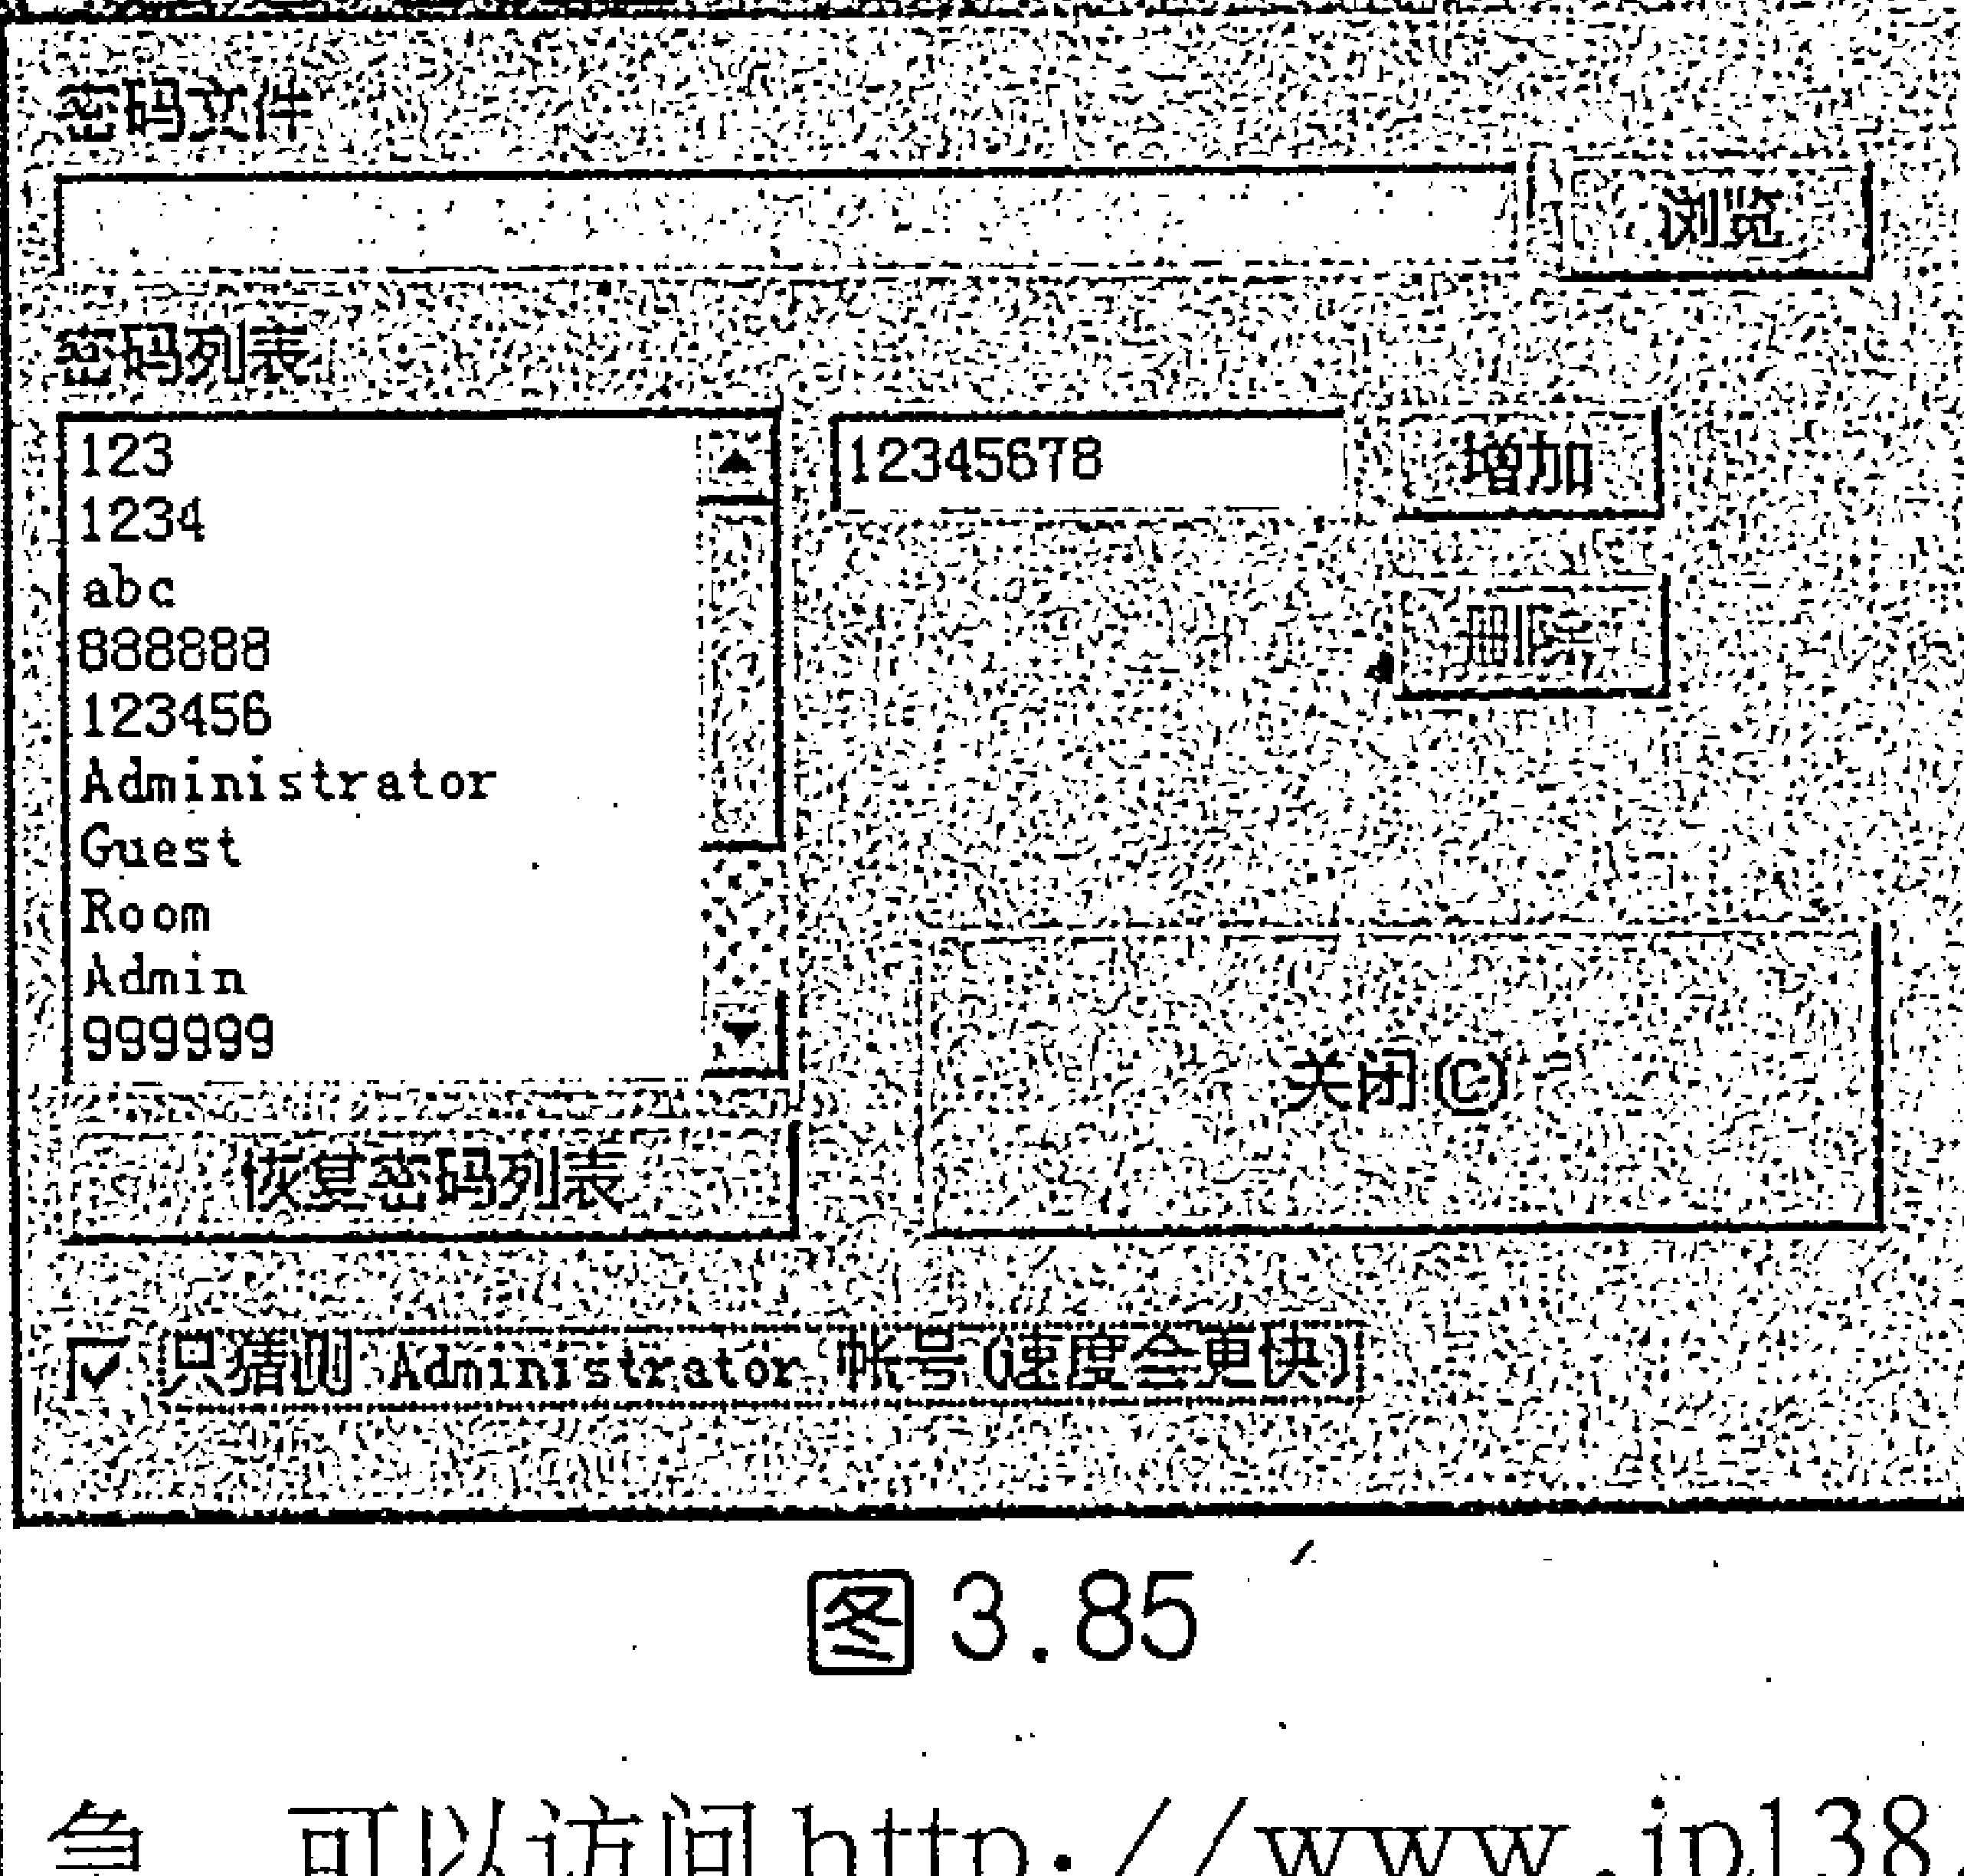 密码文件
浏览
密码列表
123
1234
abc
888888
123456
Administrator
Guest
Room
Admin
999999
12345678
增加
删除
关闭(C)
恢复密码列表
只猜测 Administrator 帐号(速度会更快)
图3.85
急 可以访问http://www.ip138.